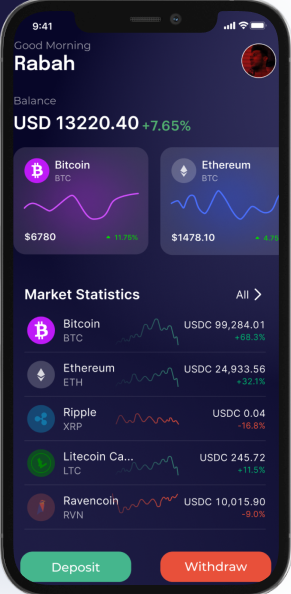 9:41
Good Morning
Rabah
Balance
USD 13220.40 +7.65%
Bitcoin
BTC
$6780
11.75%
Ethereum
BTC
$1478.10
4.75
Market Statistics
All
Bitcoin
BTC
USDC 99,284.01
+68.3%
Ethereum
ETH
USDC 24,933.56
+32.1%
Ripple
XRP
USDC 0.04
-16.8%
Litecoin Ca...
LTC
USDC 245.72
+11.5%
Ravencoin
RVN
USDC 10,015.90
-9.0%
Deposit
Withdraw